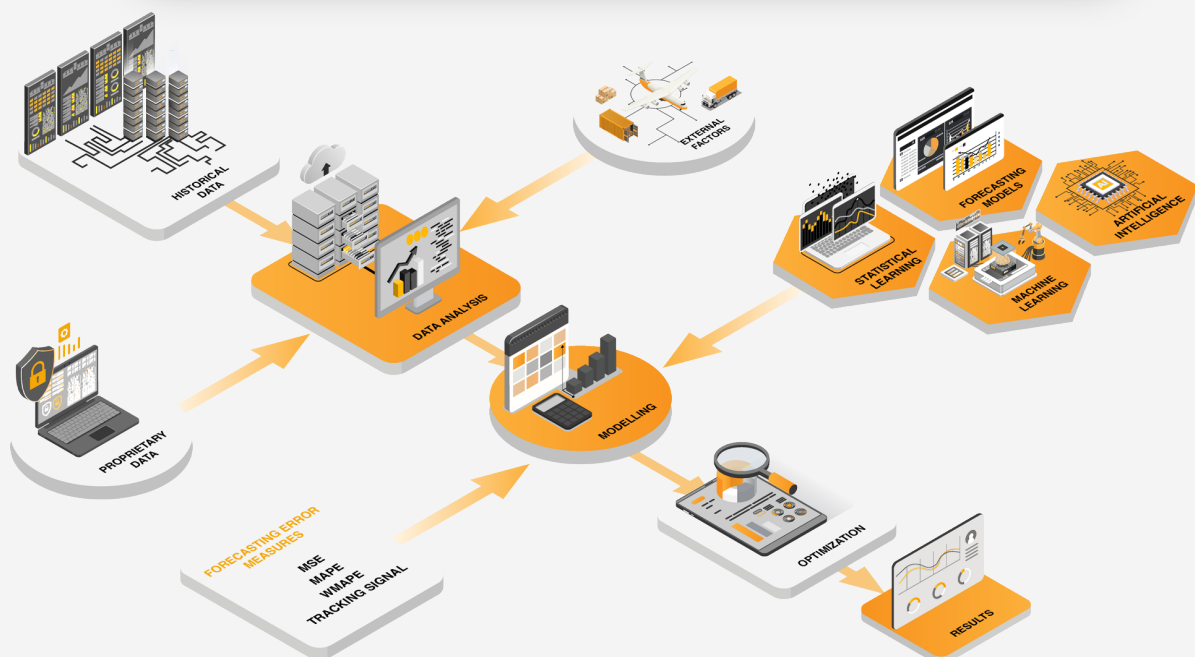 HISTORICAL
DATA
EXTERNAL
FACTORS
FORECASTING
MODELS
ARTIFICIAL
INTELLIGENCE
STATISTICAL
LEARNING
MACHINE
LEARNING
DATA ANALYSIS
PROPRIETARY
DATA
MODELLING
FORECASTING ERROR
MEASURES
MSE
MAPE
WMAPE
TRACKING SIGNAL
OPTIMIZATION
RESULTS